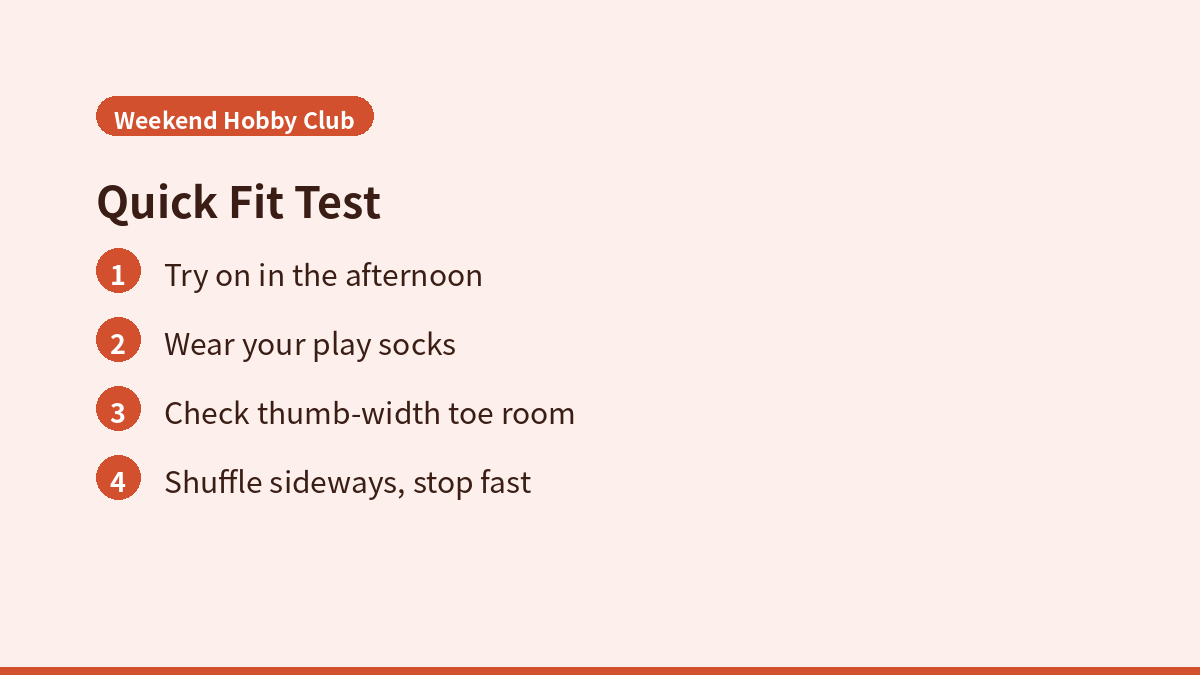 Weekend Hobby Club
Quick Fit Test
1 Try on in the afternoon
2 Wear your play socks
3 Check thumb-width toe room
4 Shuffle sideways, stop fast